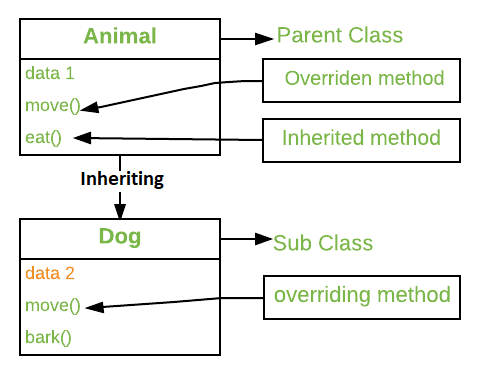 Animal
Parent Class
data 1
Overriden method
move()
eat()
Inherited method
Inheriting
Dog
Sub Class
data 2
move()
overriding method
bark()